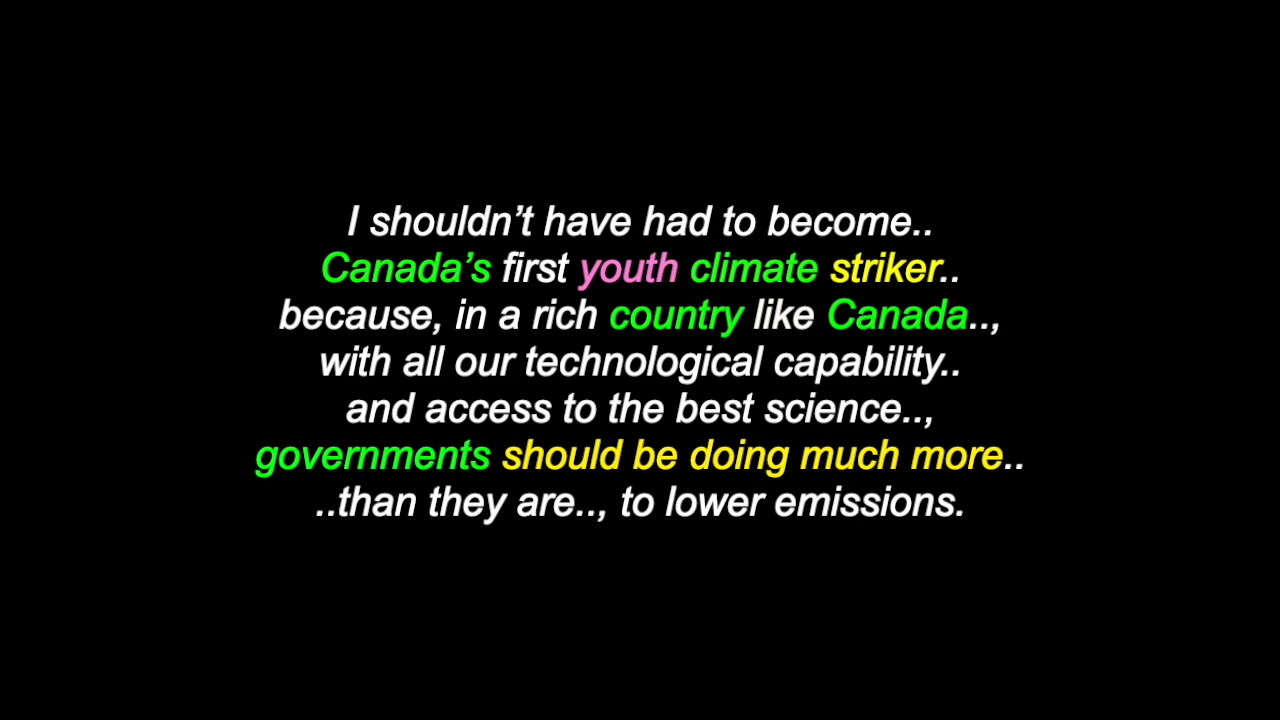 I shouldn’t have had to become..
Canada’s first youth climate striker..
because, in a rich country like Canada..,
with all our technological capability..
and access to the best science..,
governments should be doing much more..
..than they are.., to lower emissions.